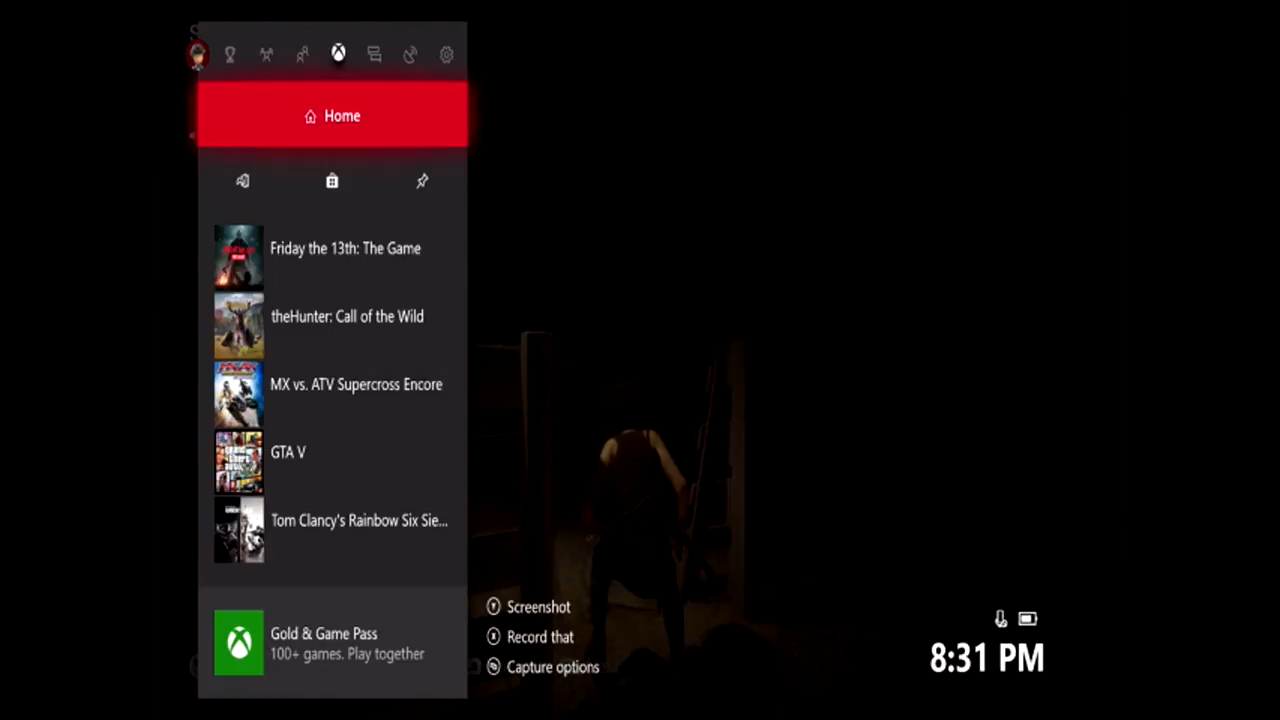 Home
Friday the 13th: The Game
theHunter: Call of the Wild
MX vs. ATV Supercross Encore
GTA V
Tom Clancy's Rainbow Six Sie...
Gold & Game Pass
100+ games. Play together
Y Screenshot
X Record that
Capture options
8:31 PM